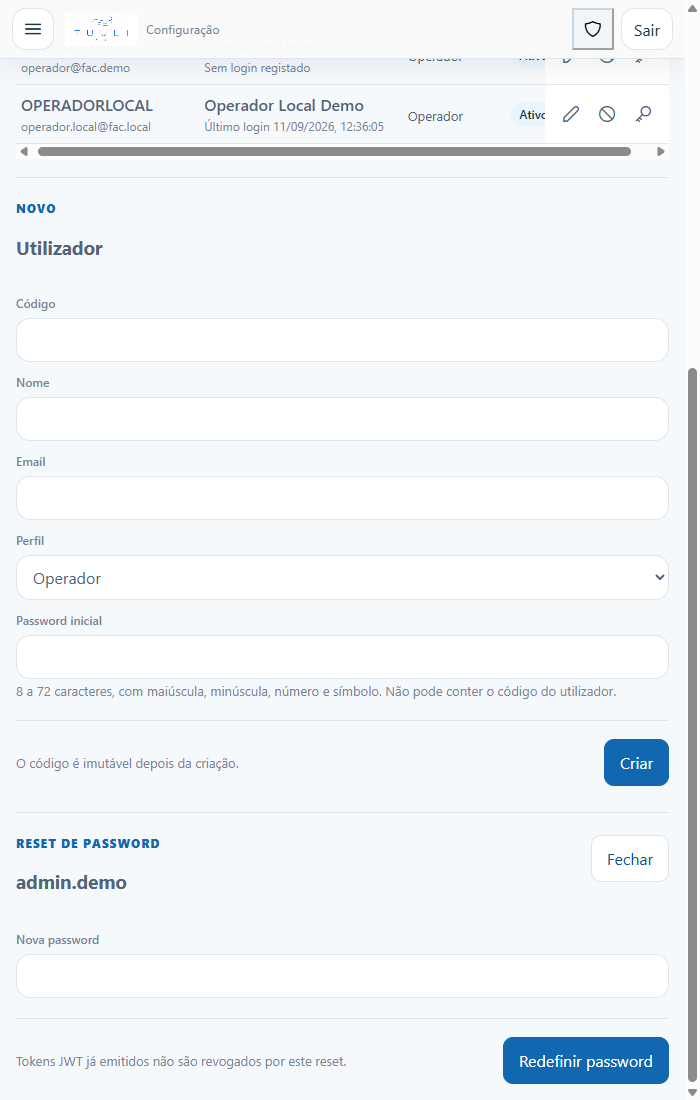 TUULI
Configuração
Sair
operador@fac.demo
Sem login registado
OPERADORLOCAL
Operador Local Demo
Operador
Ativo
operador.local@fac.local
Último login 11/09/2026, 12:36:05
NOVO
Utilizador
Código
Nome
Email
Perfil
Operador
Password inicial
8 a 72 caracteres, com maiúscula, minúscula, número e símbolo. Não pode conter o código do utilizador.
O código é imutável depois da criação.
Criar
RESET DE PASSWORD
Fechar
admin.demo
Nova password
Tokens JWT já emitidos não são revogados por este reset.
Redefinir password